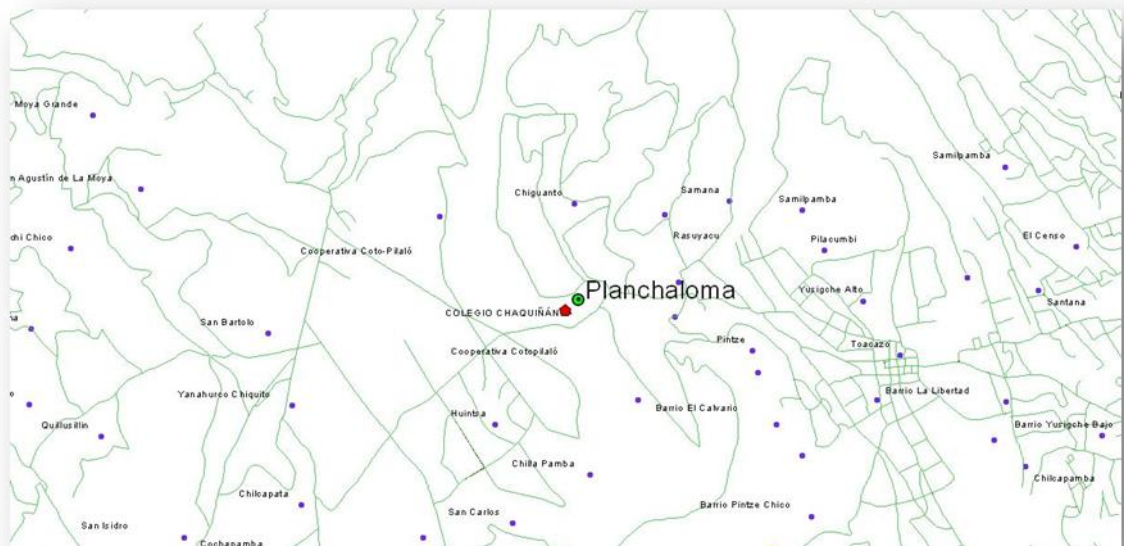 Moya Grande
Samilpamba
n Agustín de La Moya
Chiguanto
Samana
Samilpamba
chi Chico
Rasuyacu
Pilacumbi
El Censo
Cooperativa Coto-Pilaló
Planchaloma
Yusigche Alto
Santana
COLEGIO CHAQUIÑÁN
San Bartolo
Pintze
Toacazo
Cooperativa Cotopilaló
Yanahurco Chiquito
Barrio La Libertad
Huintsa
Barrio El Calvario
Quillusillin
Barrio Yusigche Bajo
Chilla Pamba
Chilcapamba
Chilcapata
Barrio Pintze Chico
San Carlos
San Isidro
Cochapamba